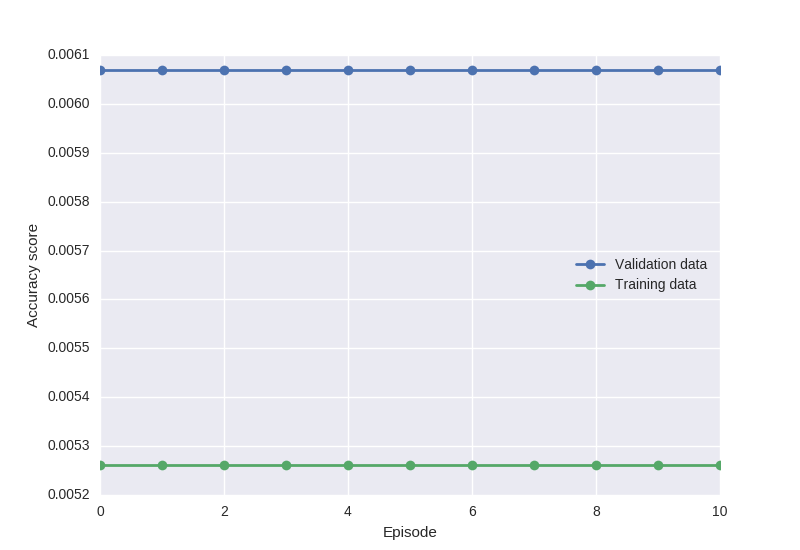 0.0061
0.0060
0.0059
0.0058
0.0057
0.0056
0.0055
0.0054
0.0053
0.0052
Accuracy score
Validation data
Training data
0 2 4 6 8 10
Episode